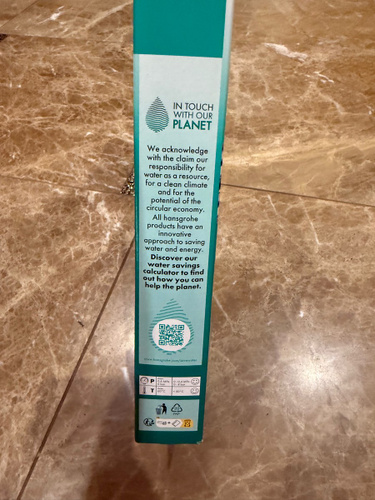 IN TOUCH
WITH OUR
PLANET
We acknowledge
with the claim our
responsibility for
water as a resource,
for a clean climate
and for the
potential of the
circular economy.
All hansgrohe
products have an
innovative
approach to saving
water and energy.
Discover our
water savings
calculator to find
out how you can
help the planet.
P
T